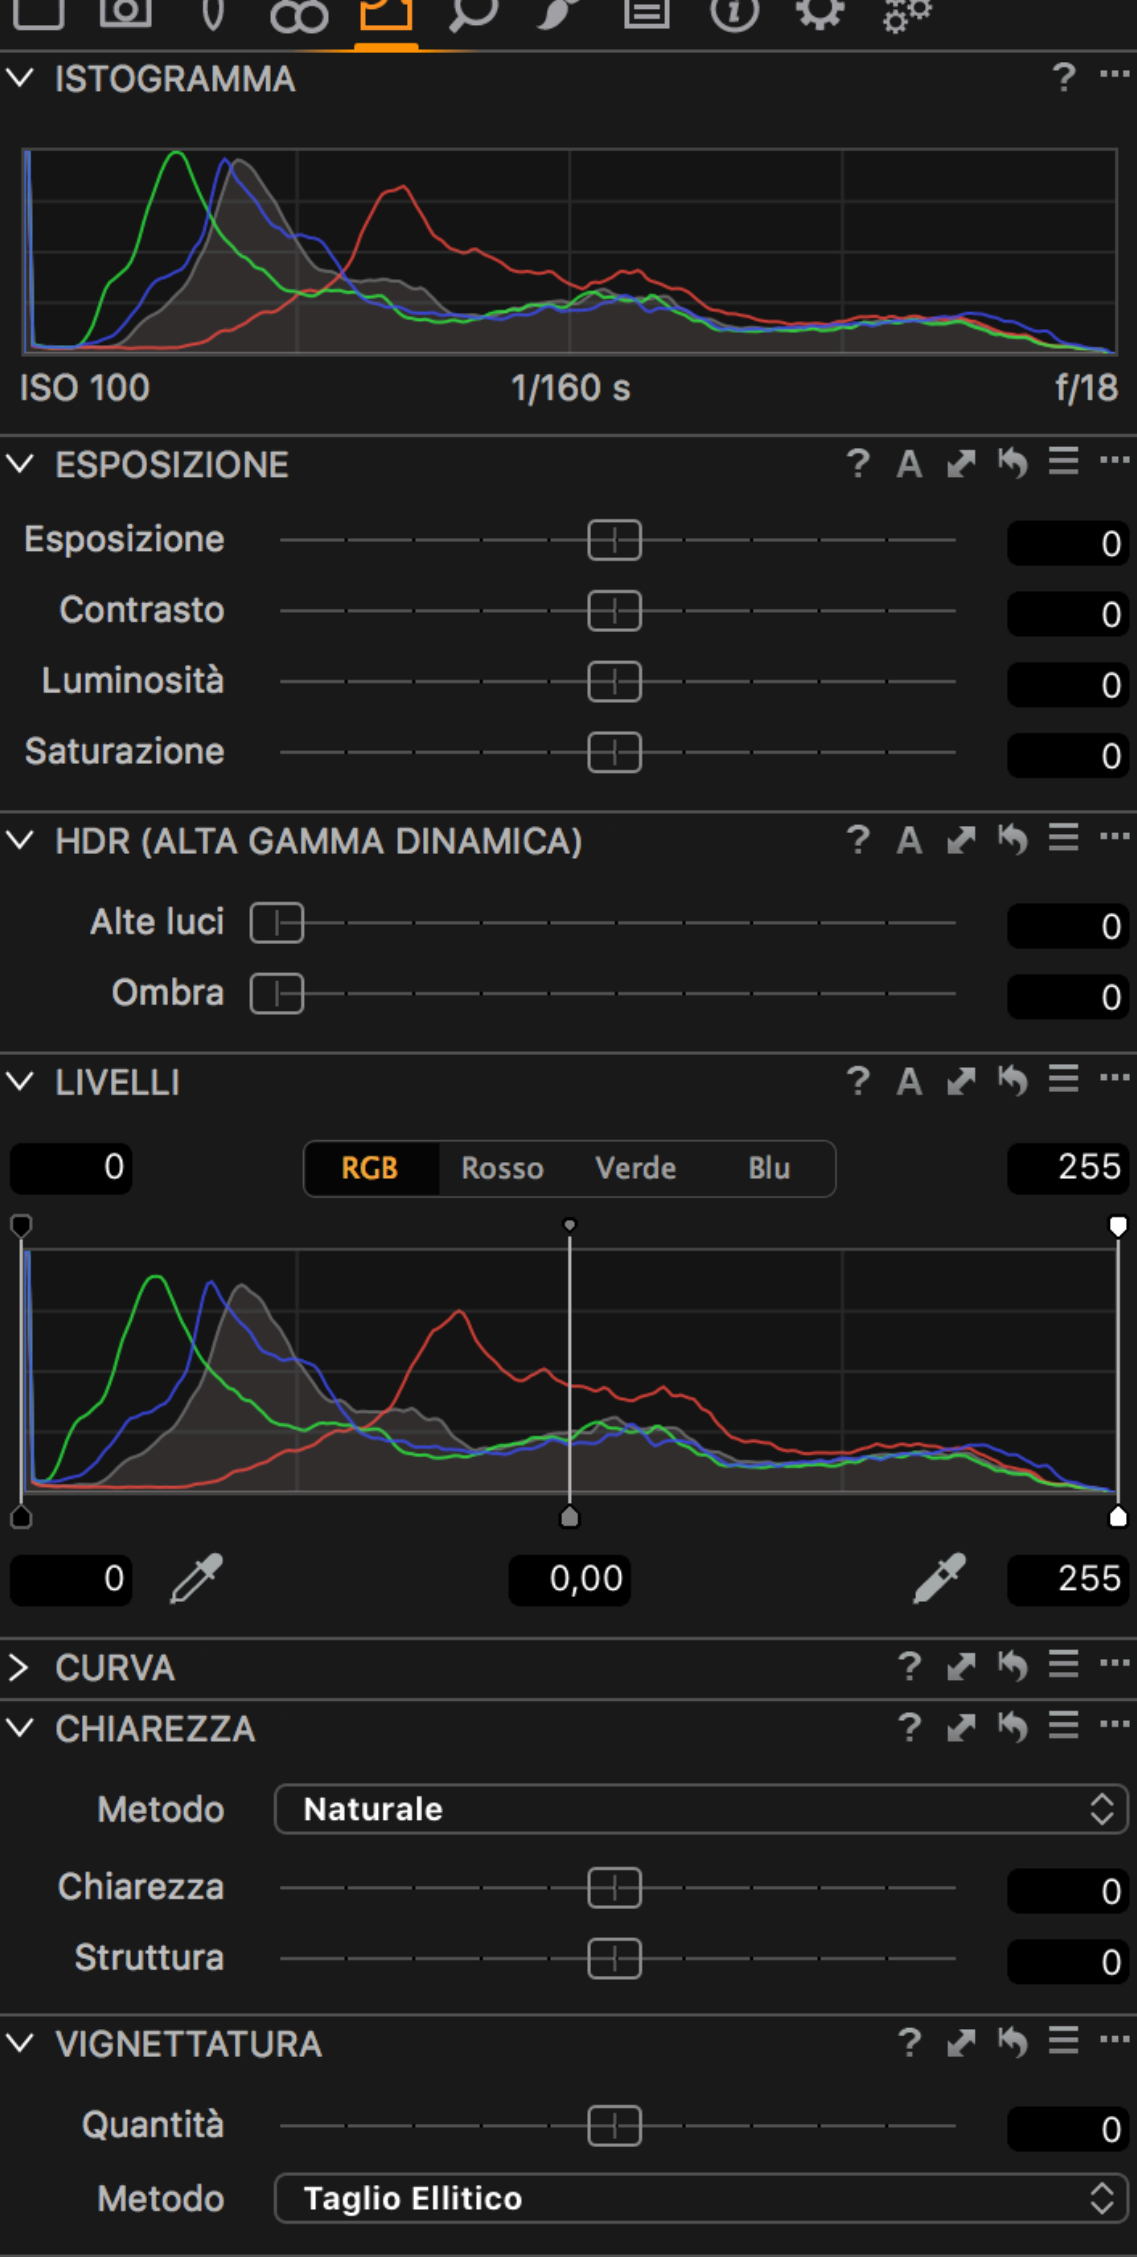 ISTOGRAMMA ? ...
ISO 100 1/160 s f/18
ESPOSIZIONE ? A ...
Esposizione 0
Contrasto 0
Luminosità 0
Saturazione 0
HDR (ALTA GAMMA DINAMICA) ? A ...
Alte luci 0
Ombra 0
LIVELLI ? A ...
0 RGB Rosso Verde Blu 255
0 0,00 255
CURVA ? ...
CHIAREZZA ? ...
Metodo Naturale
Chiarezza 0
Struttura 0
VIGNETTATURA ? ...
Quantità 0
Metodo Taglio Ellitico